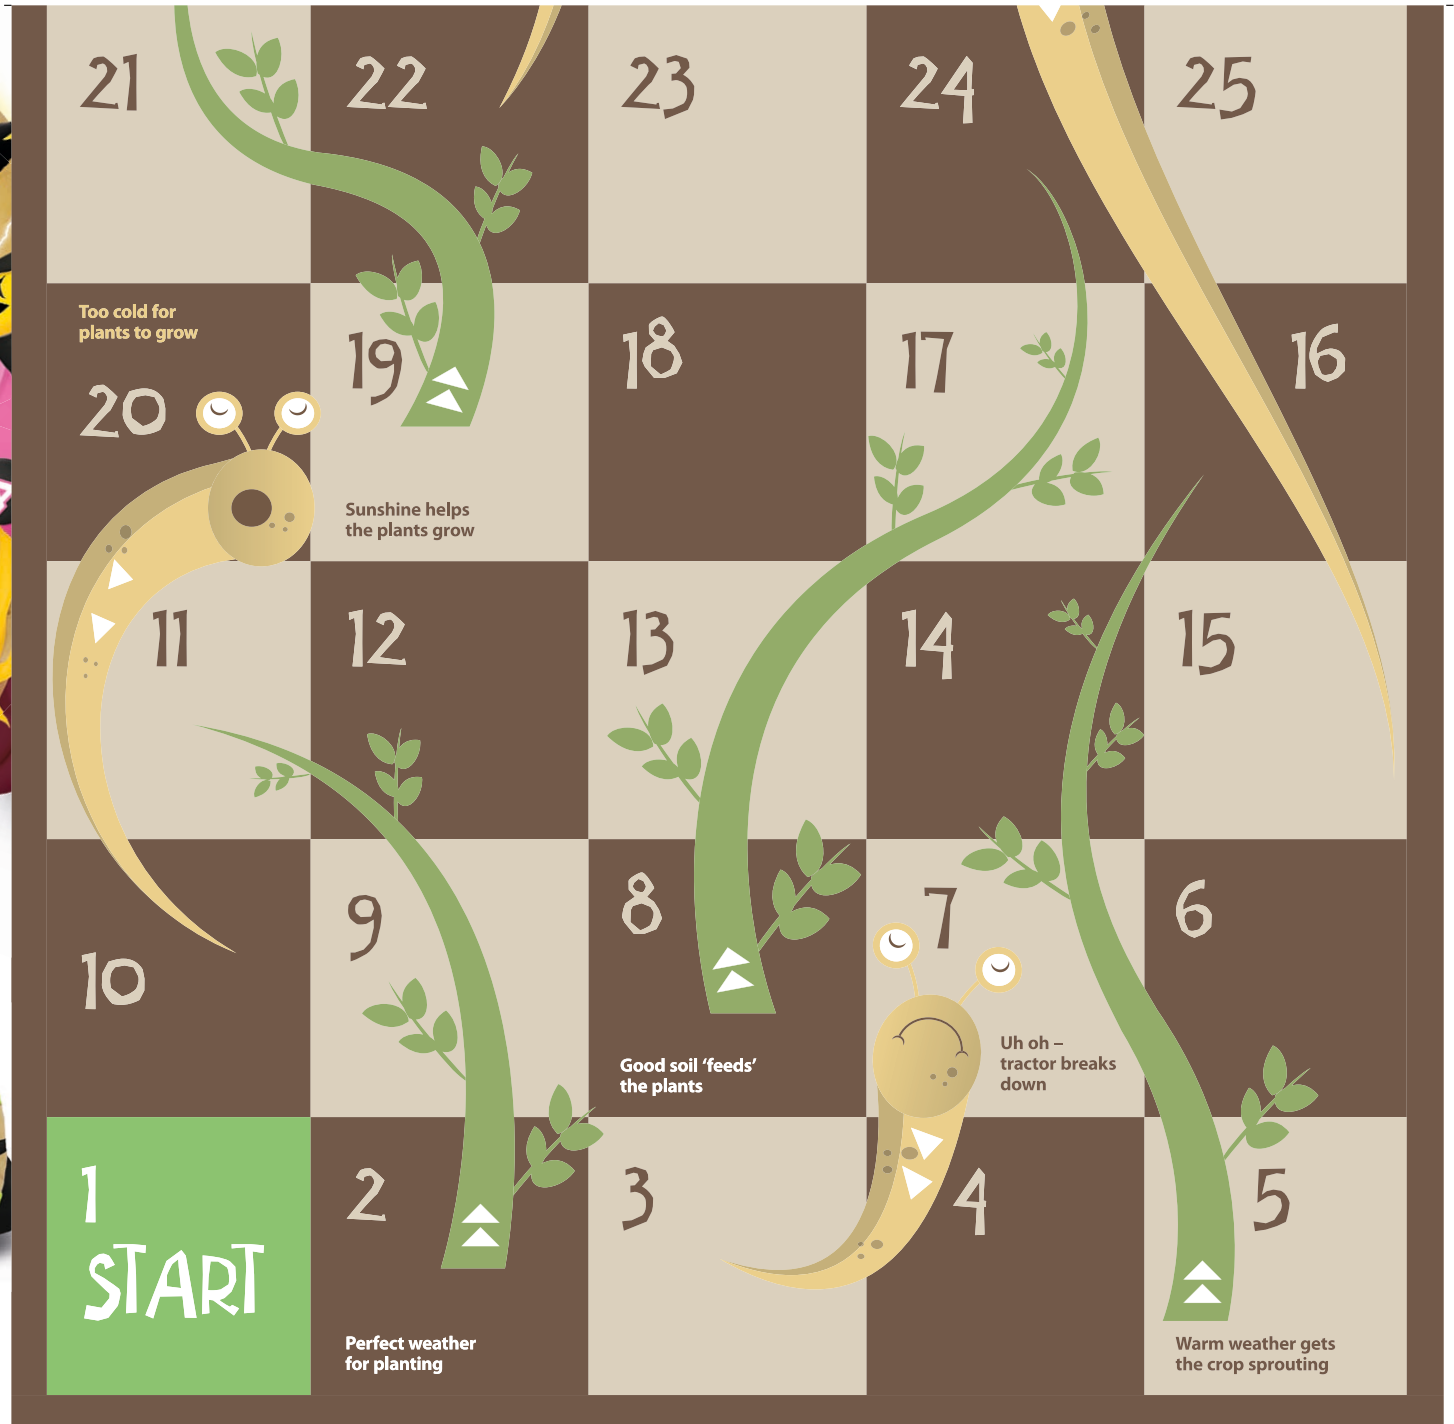 21
22
23
24
25
Too cold for
plants to grow
20
19
18
17
16
Sunshine helps
the plants grow
11
12
13
14
15
10
9
8
7
6
Good soil ‘feeds’
the plants
Uh oh –
tractor breaks
down
1
START
2
3
4
5
Perfect weather
for planting
Warm weather gets
the crop sprouting